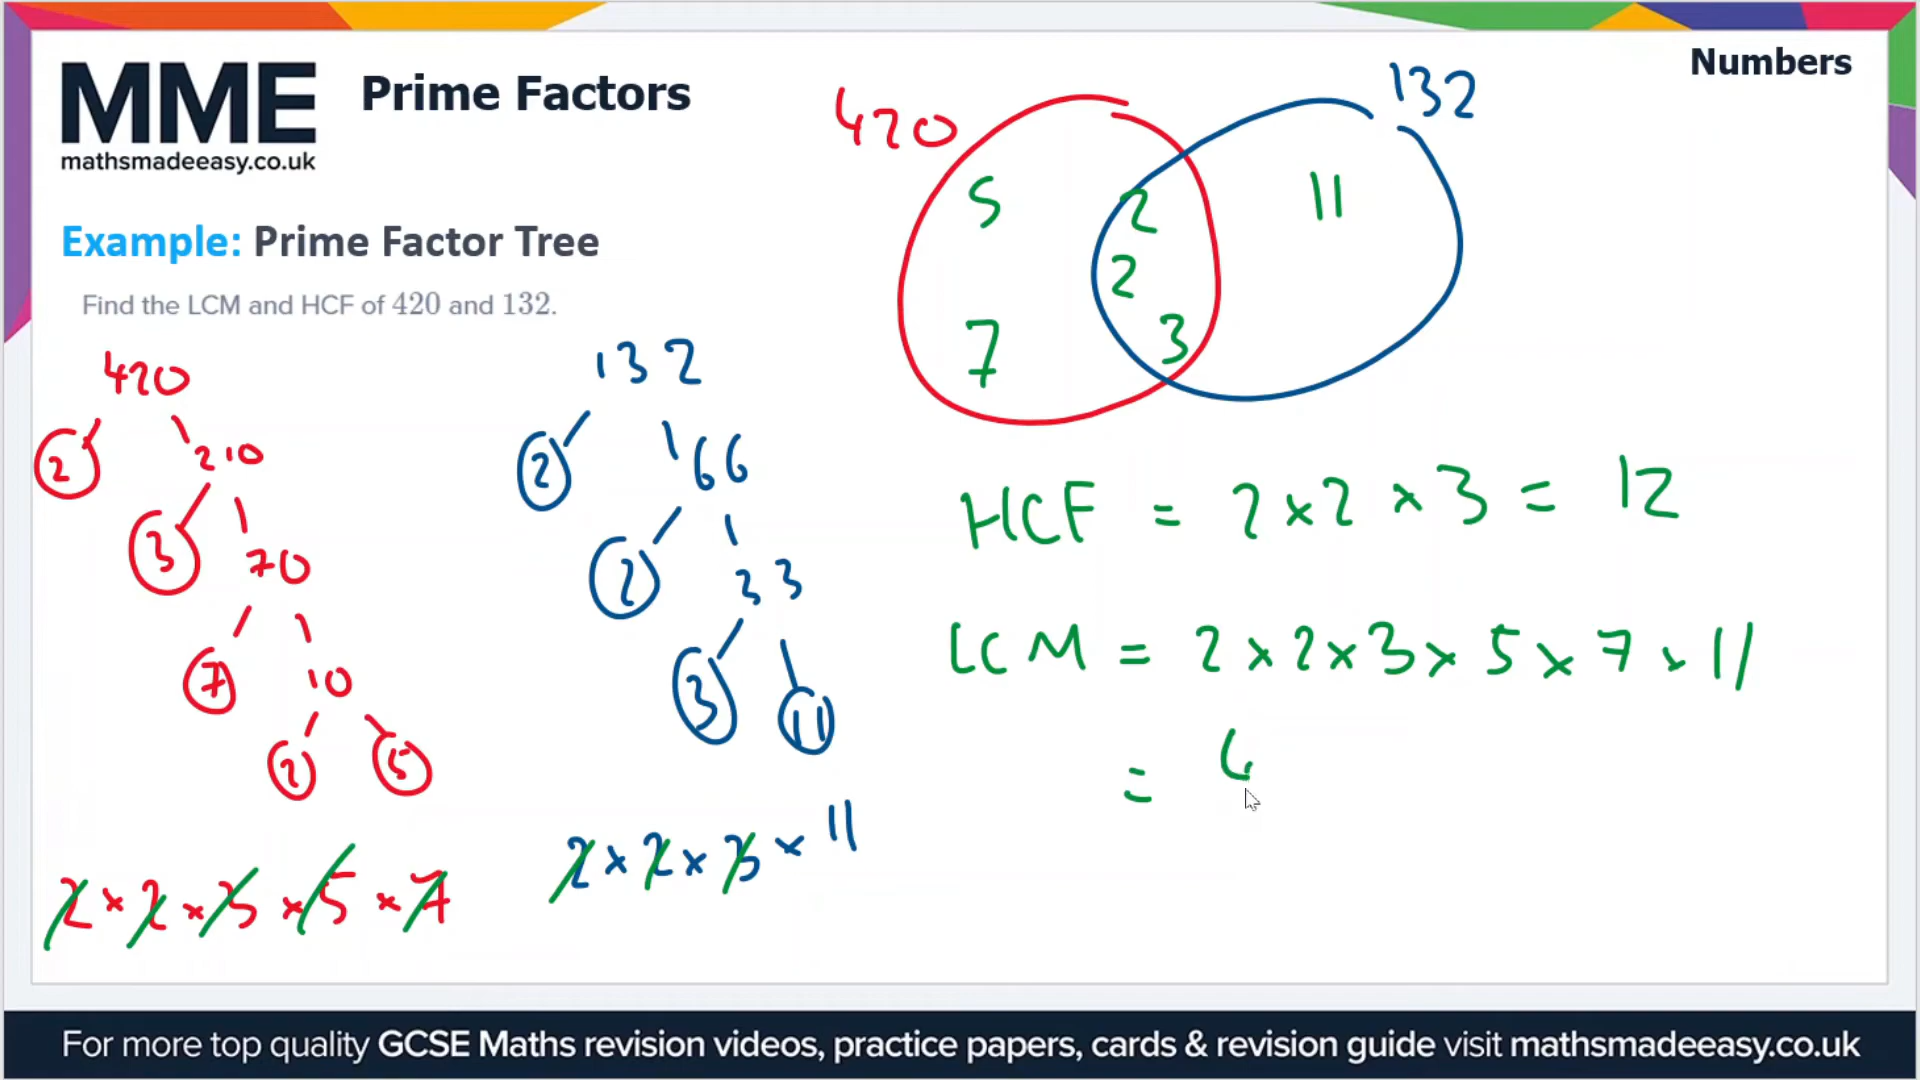 MME
mathsmadeeasy.co.uk
Prime Factors
Numbers
Example: Prime Factor Tree
Find the LCM and HCF of 420 and 132.
420
2 210
3 70
7 10
2 5
2 × 2 × 3 × 5 × 7
132
2 66
2 33
3 11
2 × 2 × 3 × 11
420 132
5 2 11
2
7 3
HCF = 2 × 2 × 3 = 12
LCM = 2 × 2 × 3 × 5 × 7 × 11
=
For more top quality GCSE Maths revision videos, practice papers, cards & revision guide visit mathsmadeeasy.co.uk